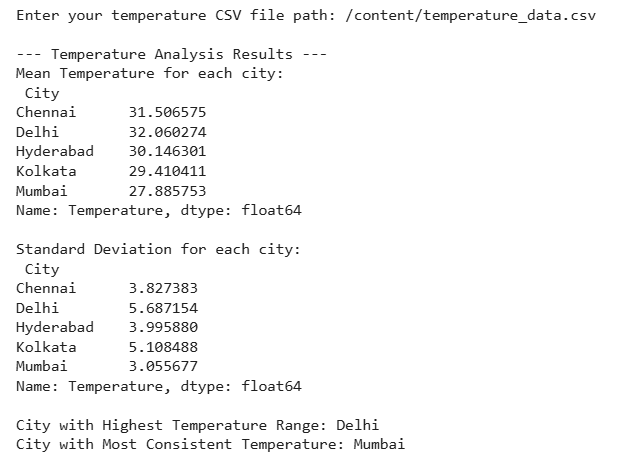 Enter your temperature CSV file path: /content/temperature_data.csv
--- Temperature Analysis Results ---
Mean Temperature for each city:
City
Chennai      31.506575
Delhi        32.060274
Hyderabad    30.146301
Kolkata      29.410411
Mumbai       27.885753
Name: Temperature, dtype: float64
Standard Deviation for each city:
City
Chennai      3.827383
Delhi        5.687154
Hyderabad    3.995880
Kolkata      5.108488
Mumbai       3.055677
Name: Temperature, dtype: float64
City with Highest Temperature Range: Delhi
City with Most Consistent Temperature: Mumbai